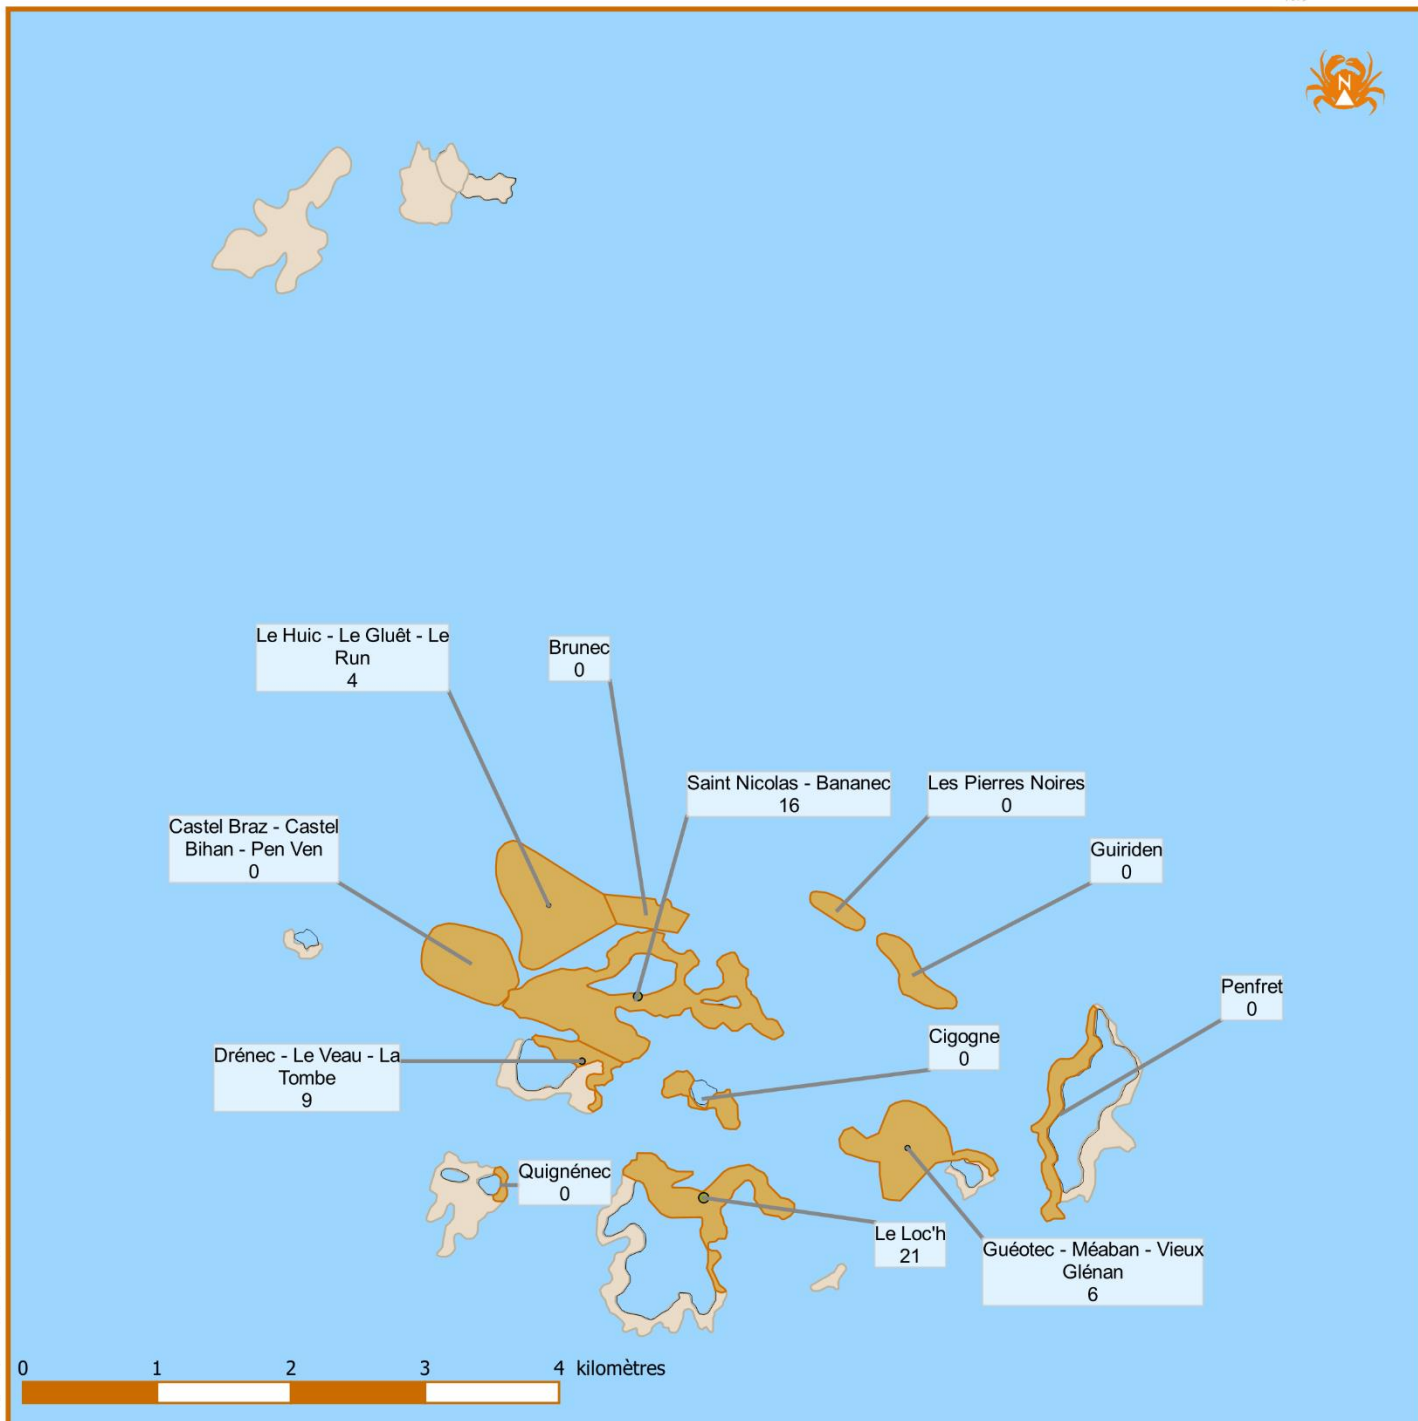 N
Le Huic - Le Gluêt - Le
Run
4
Brunec
0
Saint Nicolas - Bananec
16
Les Pierres Noires
0
Castel Braz - Castel
Bihan - Pen Ven
0
Guiriden
0
Penfret
0
Cigogne
0
Drénec - Le Veau - La
Tombe
9
Quignénec
0
Le Loc'h
21
Guéotec - Méaban - Vieux
Glénan
6
0 1 2 3 4 kilomètres